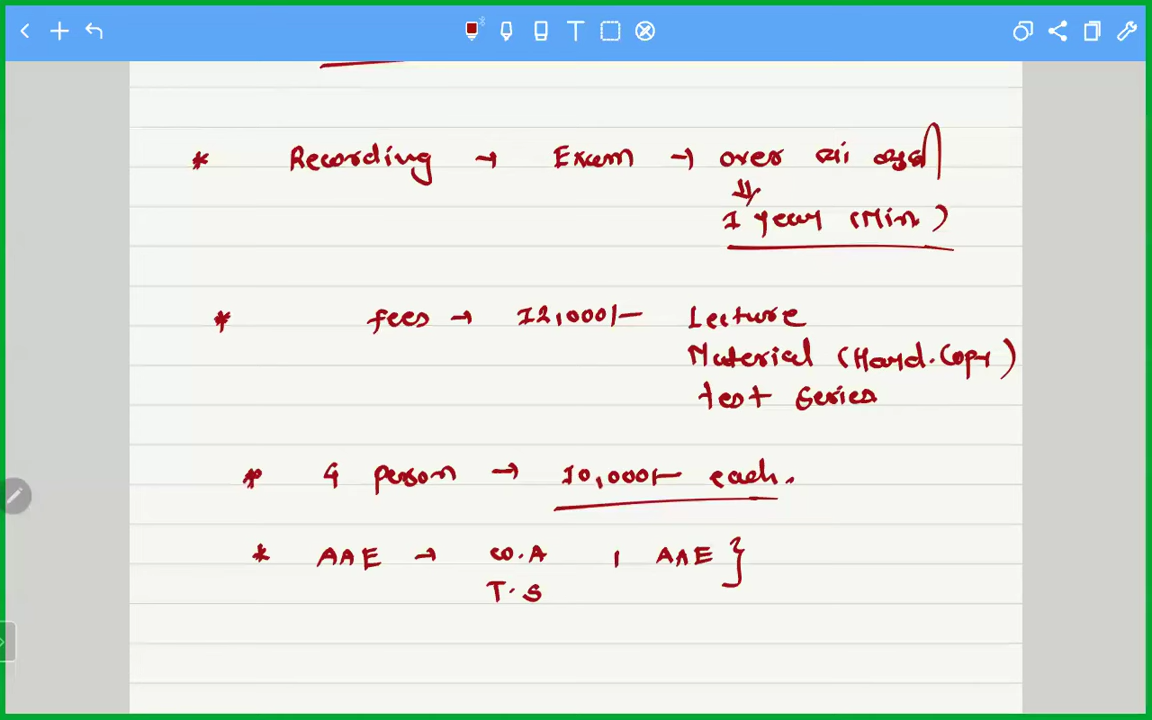 * Recording → Exam → over
1 year (Min.)
* fees → 12,000/- Lecture
Material (Hard.Copy)
test series
* 4 person → 10,000/- each.
* AAE → W.A , AAE }
T.S